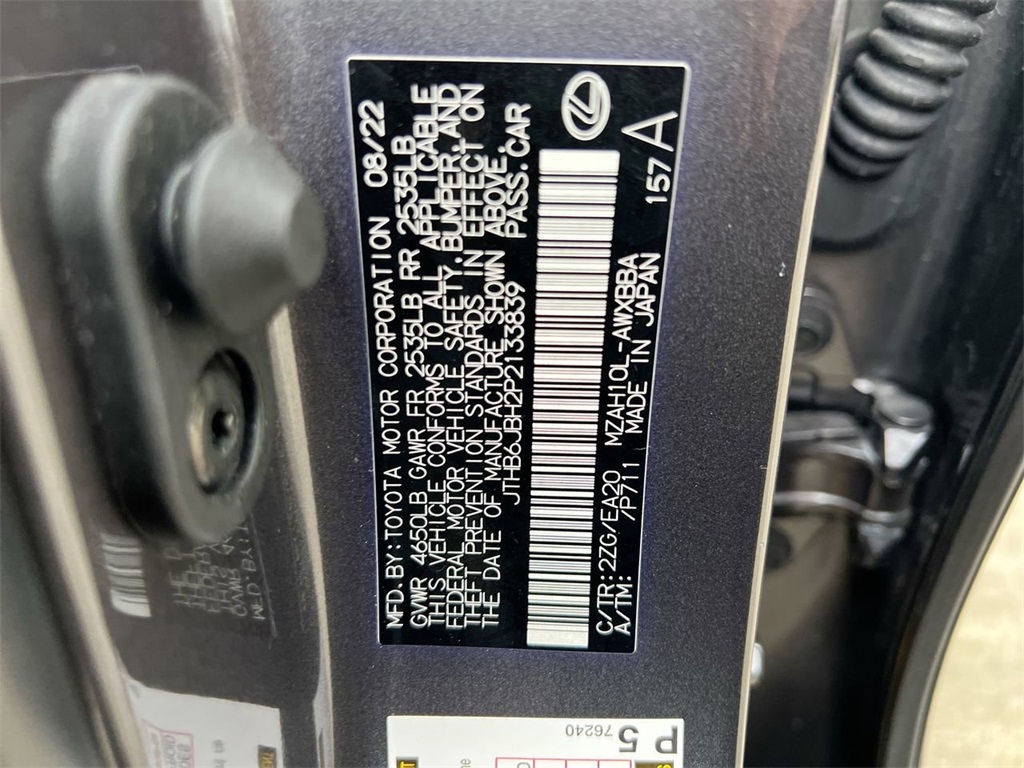 MFD.BY:TOYOTA MOTOR CORPORATION 08/22
GVWR 4650LB GAWR FR 2535LB RR 2535LB
THIS VEHICLE CONFORMS TO ALL APPLICABLE
FEDERAL MOTOR VEHICLE SAFETY,BUMPER,AND
THEFT PREVENTION STANDARDS IN EFFECT ON
THE DATE OF MANUFACTURE SHOWN ABOVE.
JTHB6JBH2P2133839 PASS.CAR
C/TR:2ZG/EA20 MZAH10L-AWXBBA 157 A
A/TM: /P711 MADE IN JAPAN
P 5
76240